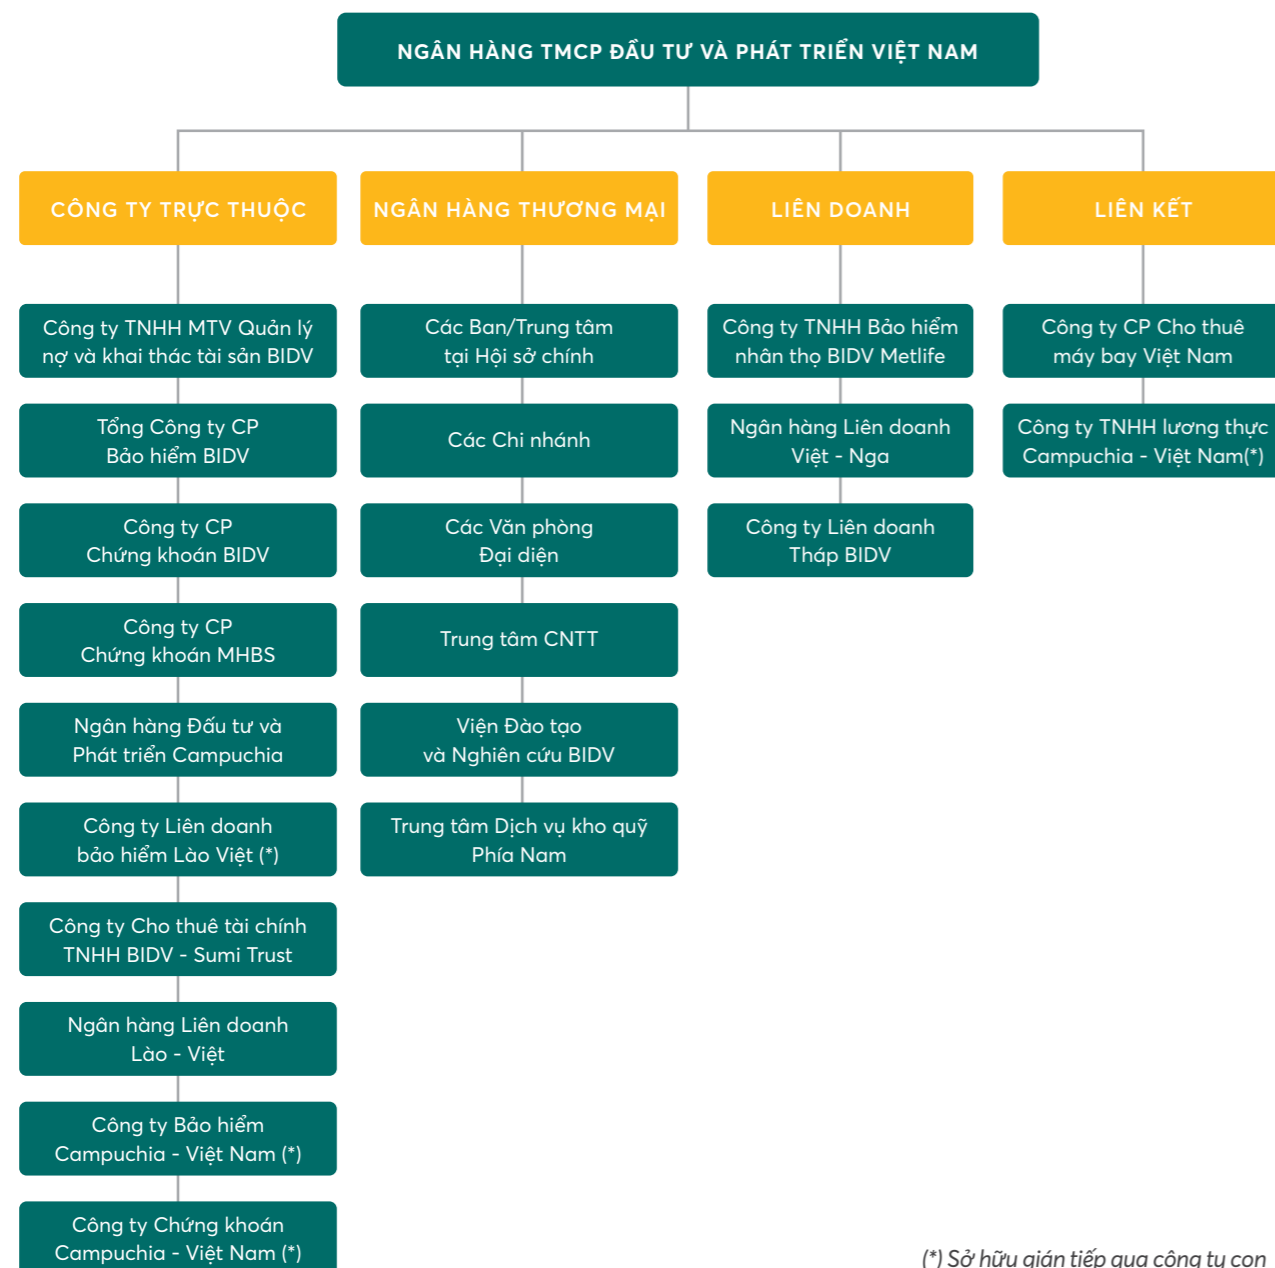 NGÂN HÀNG TMCP ĐẦU TƯ VÀ PHÁT TRIỂN VIỆT NAM
CÔNG TY TRỰC THUỘC
Công ty TNHH MTV Quản lý
nợ và khai thác tài sản BIDV
Tổng Công ty CP
Bảo hiểm BIDV
Công ty CP
Chứng khoán BIDV
Công ty CP
Chứng khoán MHBS
Ngân hàng Đấu tư và
Phát triển Campuchia
Công ty Liên doanh
bảo hiểm Lào Việt (*)
Công ty Cho thuê tài chính
TNHH BIDV - Sumi Trust
Ngân hàng Liên doanh
Lào - Việt
Công ty Bảo hiểm
Campuchia - Việt Nam (*)
Công ty Chứng khoán
Campuchia - Việt Nam (*)
NGÂN HÀNG THƯƠNG MẠI
Các Ban/Trung tâm
tại Hội sở chính
Các Chi nhánh
Các Văn phòng
Đại diện
Trung tâm CNTT
Viện Đào tạo
và Nghiên cứu BIDV
Trung tâm Dịch vụ kho quỹ
Phía Nam
LIÊN DOANH
Công ty TNHH Bảo hiểm
nhân thọ BIDV Metlife
Ngân hàng Liên doanh
Việt - Nga
Công ty Liên doanh
Tháp BIDV
LIÊN KẾT
Công ty CP Cho thuê
máy bay Việt Nam
Công ty TNHH lương thực
Campuchia - Việt Nam(*)
(*) Sở hữu gián tiếp qua công ty con